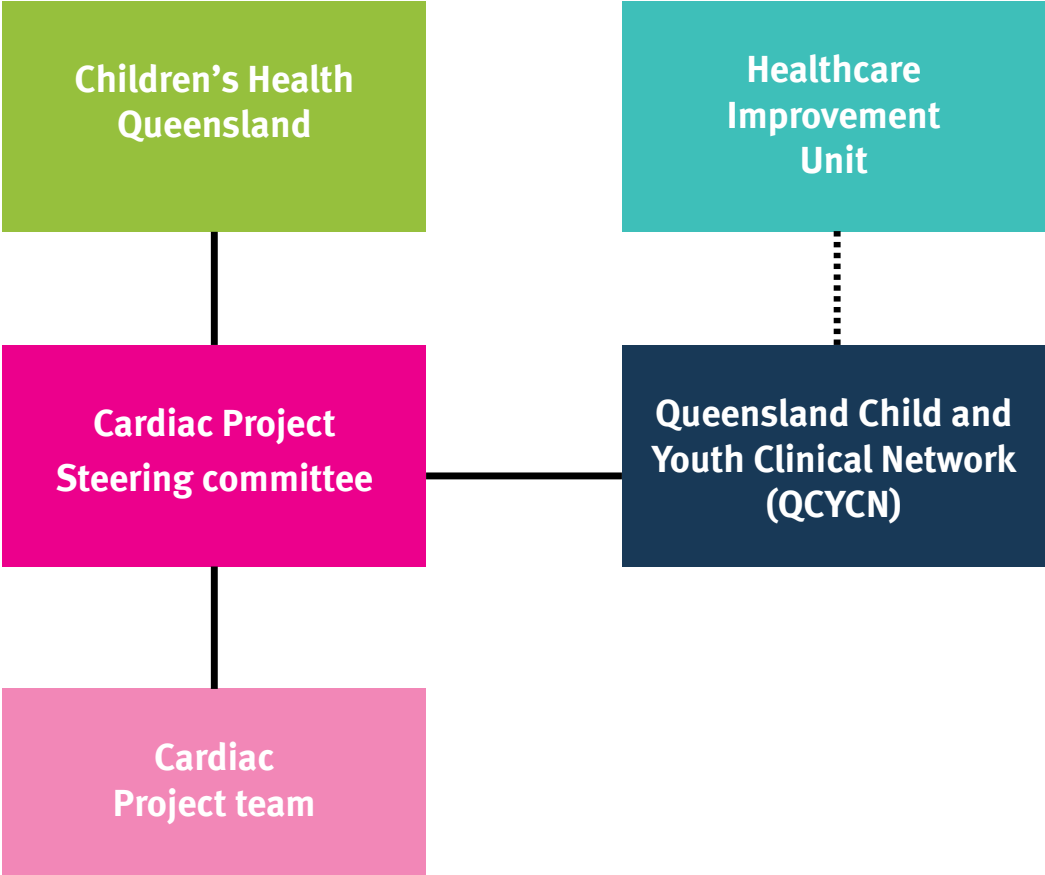 Children’s Health
Queensland
Healthcare
Improvement
Unit
Cardiac Project
Steering committee
Queensland Child and
Youth Clinical Network
(QCYCN)
Cardiac
Project team